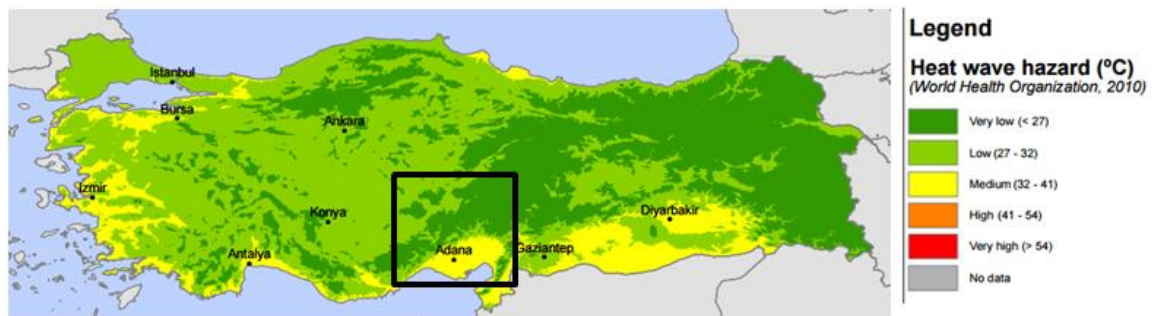 Legend
Heat wave hazard (ºC)
(World Health Organization, 2010)
Very low (< 27)
Low (27 - 32)
Medium (32 - 41)
High (41 - 54)
Very high (> 54)
No data
Istanbul
Bursa
Ankara
Izmir
Konya
Diyarbakir
Antalya
Adana
Gaziantep